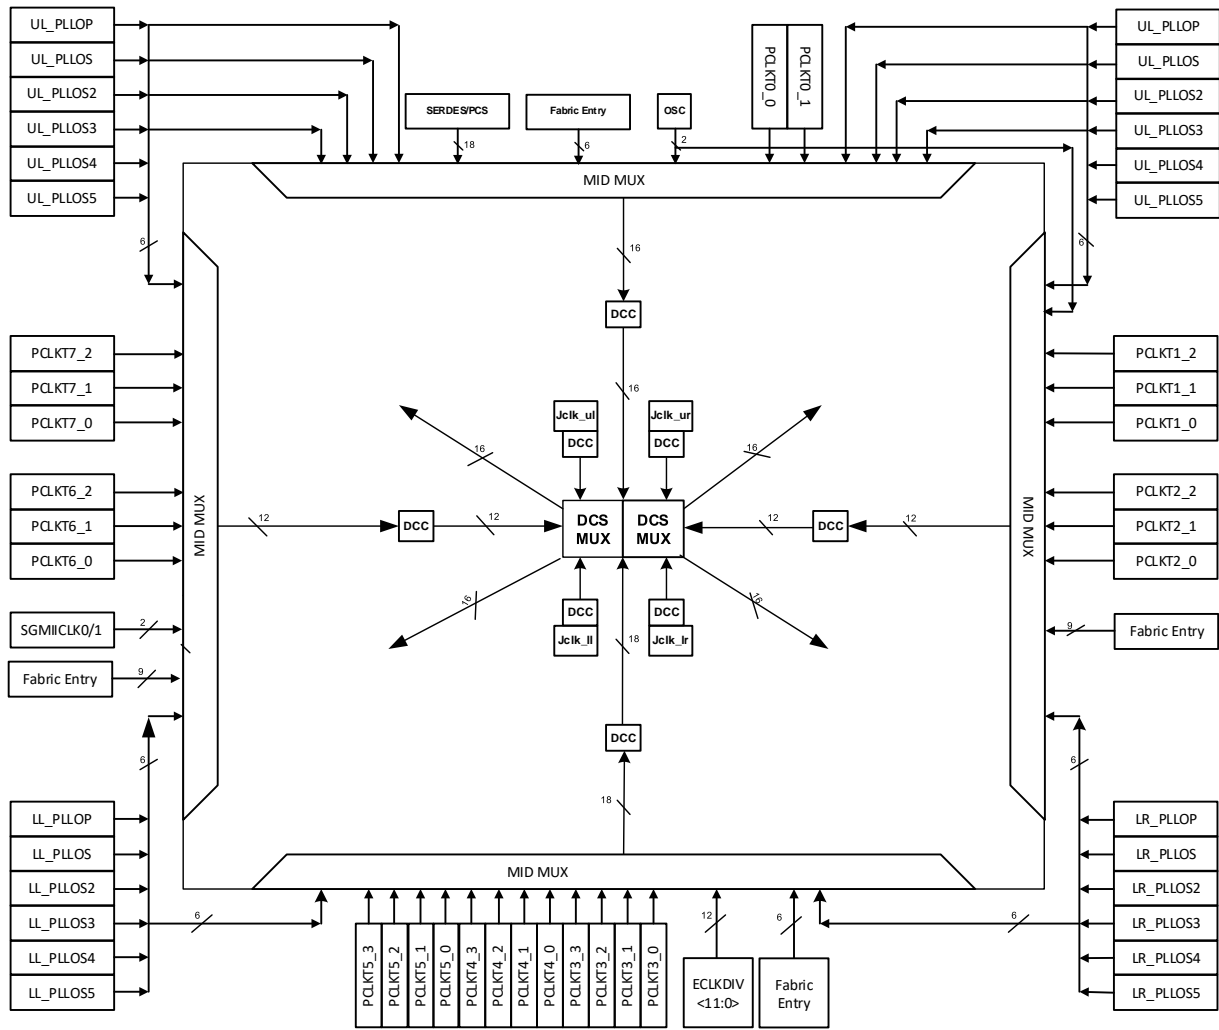 UL_PLLOP
UL_PLLOS
UL_PLLOS2
UL_PLLOS3
UL_PLLOS4
UL_PLLOS5
6
SERDES/PCS
18
Fabric Entry
6
OSC
2
PCLKT0_0
PCLKT0_1
UL_PLLOP
UL_PLLOS
UL_PLLOS2
UL_PLLOS3
UL_PLLOS4
UL_PLLOS5
6
MID MUX
16
DCC
16
PCLKT7_2
PCLKT7_1
PCLKT7_0
PCLKT6_2
PCLKT6_1
PCLKT6_0
SGMIICLK0/1
2
Fabric Entry
9
MID MUX
12
DCC
12
16
16
Jclk_ul
DCC
Jclk_ur
DCC
DCS
MUX
DCS
MUX
DCC
Jclk_ll
DCC
Jclk_lr
16
16
12
DCC
12
MID MUX
PCLKT1_2
PCLKT1_1
PCLKT1_0
PCLKT2_2
PCLKT2_1
PCLKT2_0
9
Fabric Entry
18
DCC
18
MID MUX
6
LL_PLLOP
LL_PLLOS
LL_PLLOS2
LL_PLLOS3
LL_PLLOS4
LL_PLLOS5
6
PCLKT5_3
PCLKT5_2
PCLKT5_1
PCLKT5_0
PCLKT4_3
PCLKT4_2
PCLKT4_1
PCLKT4_0
PCLKT3_3
PCLKT3_2
PCLKT3_1
PCLKT3_0
12
ECLKDIV
<11:0>
6
Fabric
Entry
6
6
LR_PLLOP
LR_PLLOS
LR_PLLOS2
LR_PLLOS3
LR_PLLOS4
LR_PLLOS5